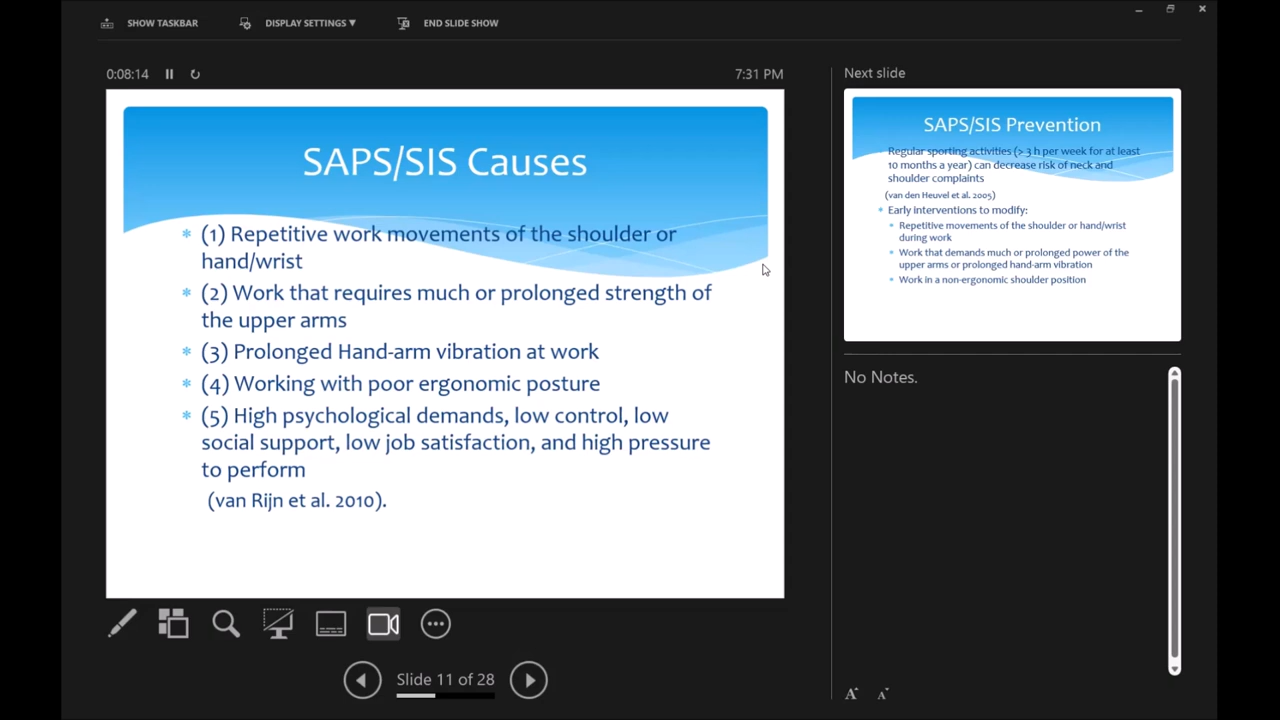 SHOW TASKBAR
DISPLAY SETTINGS ▼
END SLIDE SHOW
0:08:14
7:31 PM
SAPS/SIS Causes
* (1) Repetitive work movements of the shoulder or
hand/wrist
* (2) Work that requires much or prolonged strength of
the upper arms
* (3) Prolonged Hand-arm vibration at work
* (4) Working with poor ergonomic posture
* (5) High psychological demands, low control, low
social support, low job satisfaction, and high pressure
to perform
(van Rijn et al. 2010).
Slide 11 of 28
Next slide
SAPS/SIS Prevention
Regular sporting activities (> 3 h per week for at least
10 months a year) can decrease risk of neck and
shoulder complaints
(van den Heuvel et al. 2005)
* Early interventions to modify:
* Repetitive movements of the shoulder or hand/wrist
during work
* Work that demands much or prolonged power of the
upper arms or prolonged hand-arm vibration
* Work in a non-ergonomic shoulder position
No Notes.
A A